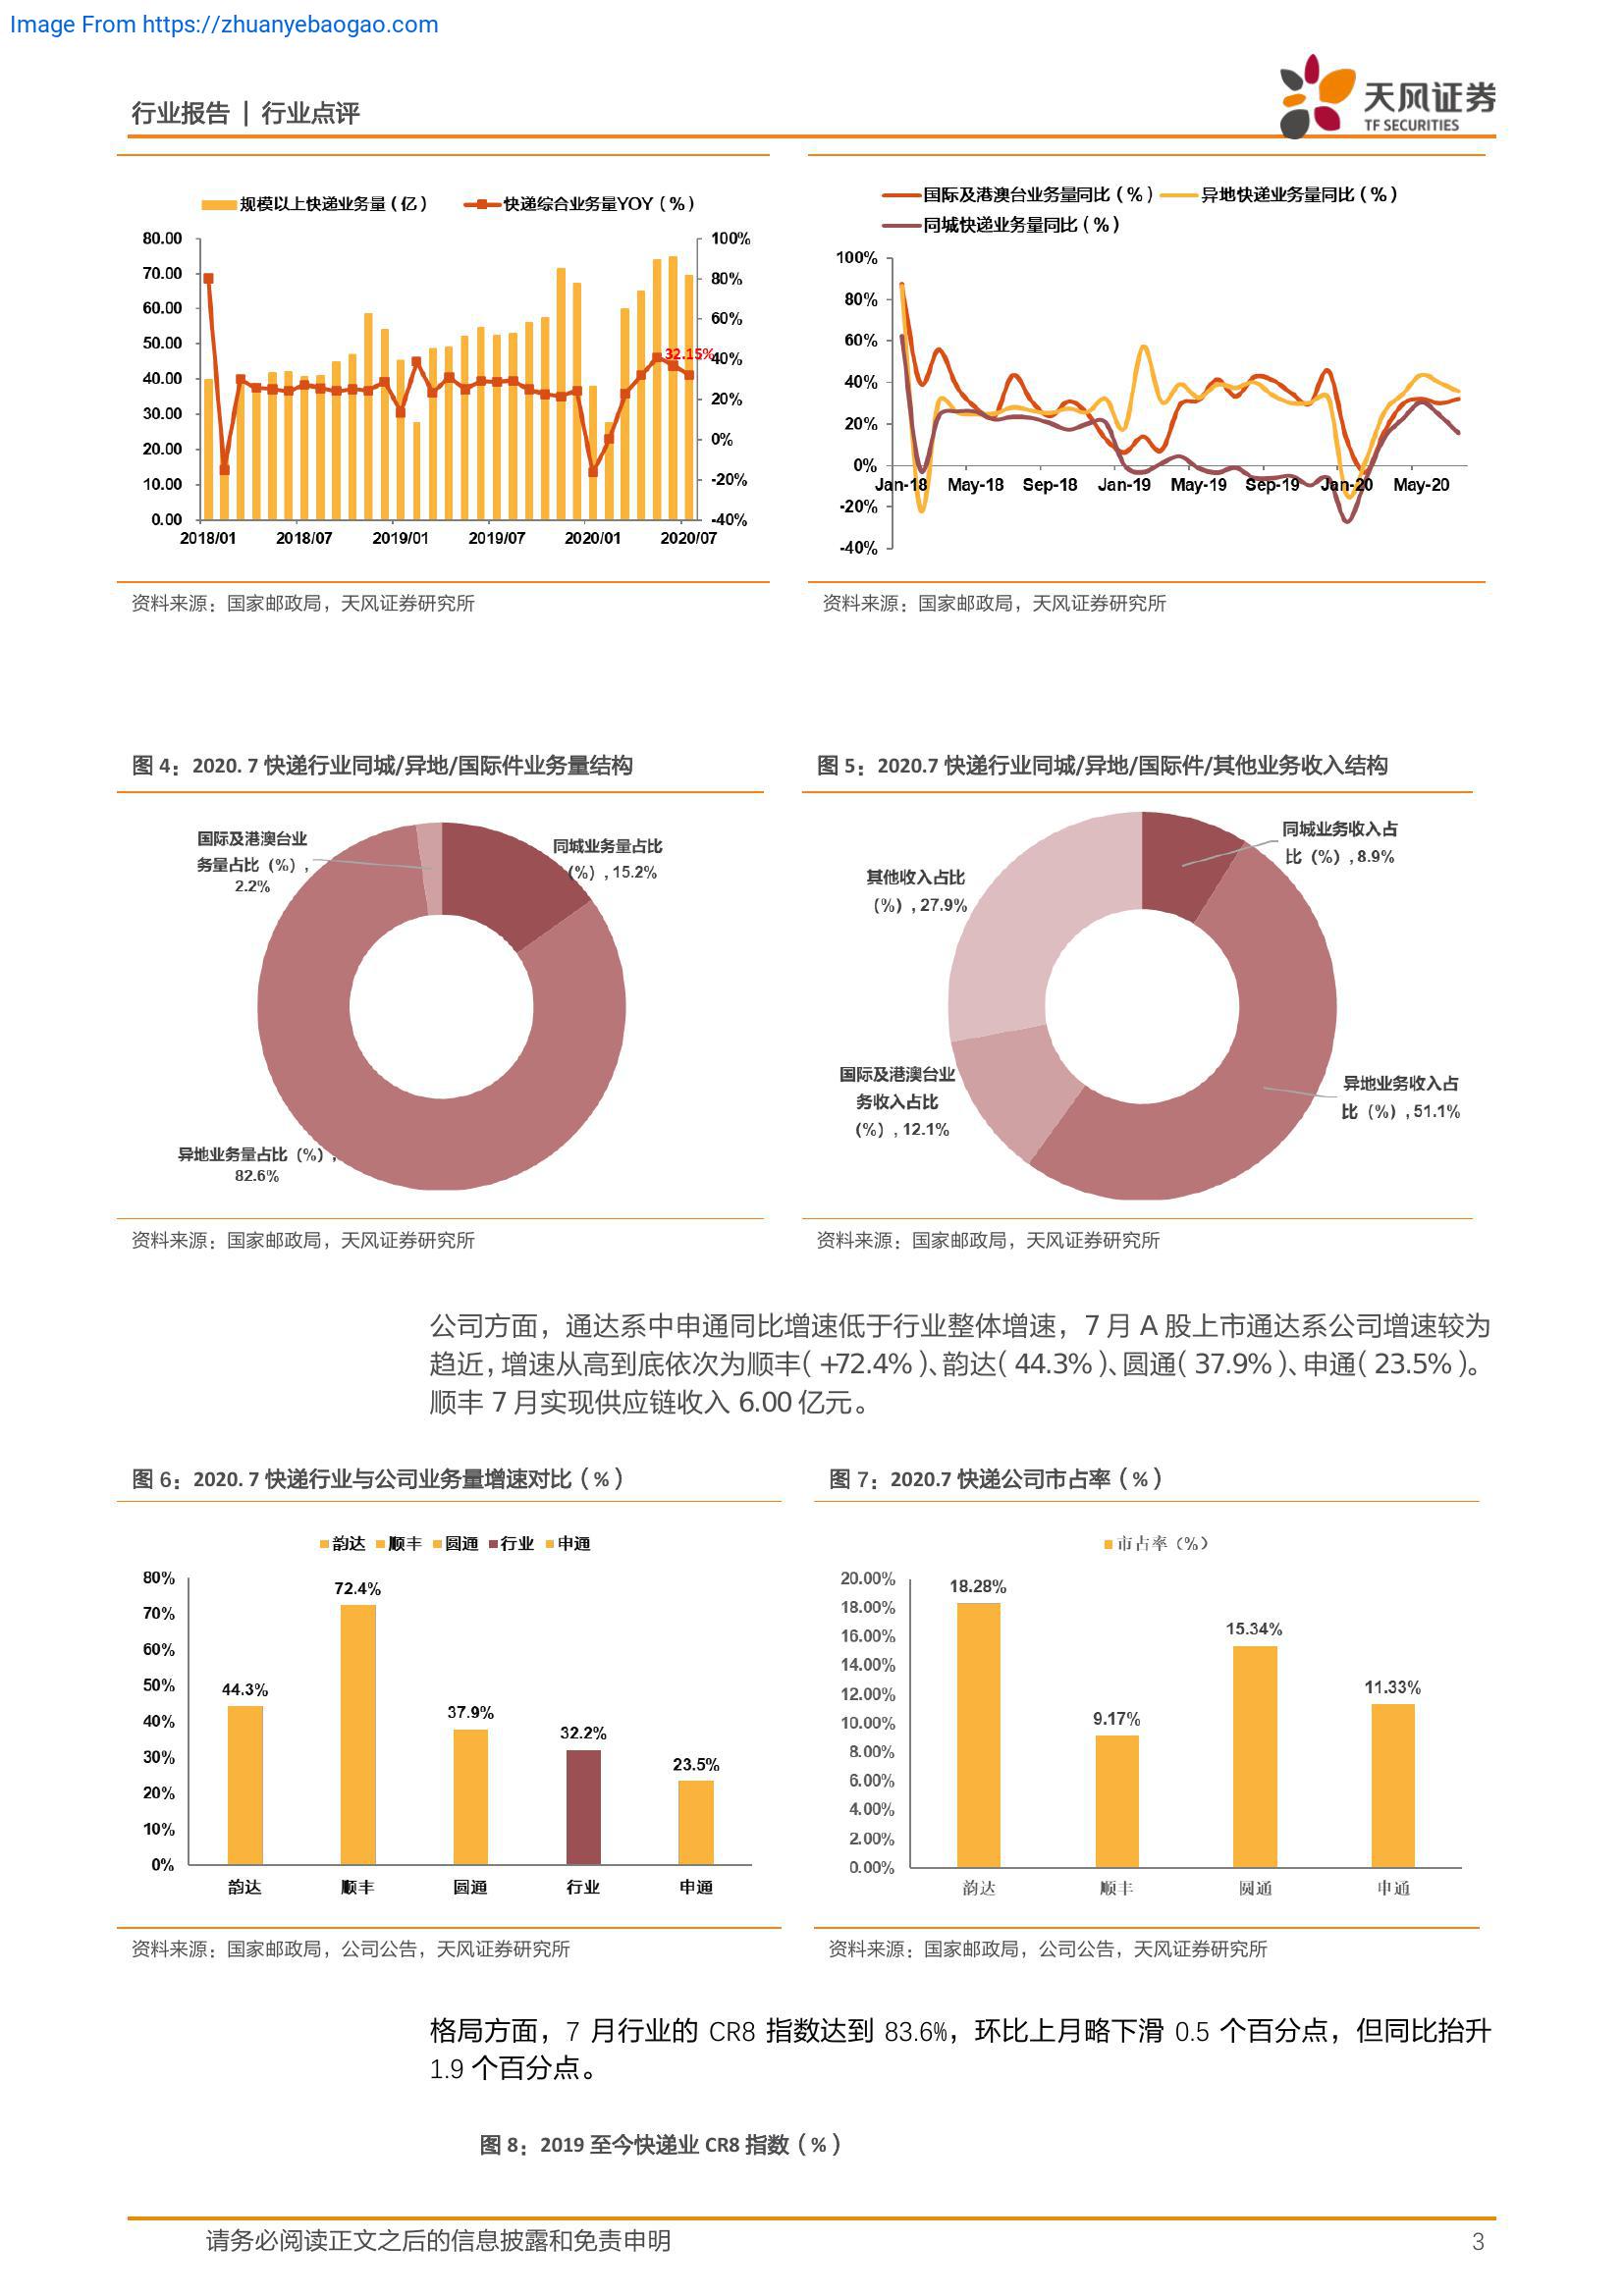 Image From https://zhuanyebaogao.com
行业报告 | 行业点评
天风证券
TF SECURITIES
规模以上快递业务量（亿） 快递综合业务量YOY（%）
80.00
70.00
60.00
50.00
40.00
30.00
20.00
10.00
0.00
100%
80%
60%
40%
20%
0%
-20%
-40%
32.15%
2018/01 2018/07 2019/01 2019/07 2020/01 2020/07
资料来源：国家邮政局，天风证券研究所
国际及港澳台业务量同比（%） 异地快递业务量同比（%）
同城快递业务量同比（%）
100%
80%
60%
40%
20%
0%
-20%
-40%
Jan-18 May-18 Sep-18 Jan-19 May-19 Sep-19 Jan-20 May-20
资料来源：国家邮政局，天风证券研究所
图 4：2020. 7 快递行业同城/异地/国际件业务量结构
国际及港澳台业
务量占比（%），
2.2%
同城业务量占比
（%），15.2%
异地业务量占比（%），
82.6%
资料来源：国家邮政局，天风证券研究所
图 5：2020.7 快递行业同城/异地/国际件/其他业务收入结构
同城业务收入占
比（%），8.9%
其他收入占比
（%），27.9%
国际及港澳台业
务收入占比
（%），12.1%
异地业务收入占
比（%），51.1%
资料来源：国家邮政局，天风证券研究所
公司方面，通达系中申通同比增速低于行业整体增速，7 月 A 股上市通达系公司增速较为
趋近，增速从高到底依次为顺丰（+72.4%）、韵达（44.3%）、圆通（37.9%）、申通（23.5%）。
顺丰 7 月实现供应链收入 6.00 亿元。
图 6：2020. 7 快递行业与公司业务量增速对比（%）
韵达 顺丰 圆通 行业 申通
80%
70%
60%
50%
40%
30%
20%
10%
0%
44.3%
72.4%
37.9%
32.2%
23.5%
韵达 顺丰 圆通 行业 申通
资料来源：国家邮政局，公司公告，天风证券研究所
图 7：2020.7 快递公司市占率（%）
市占率（%）
20.00%
18.00%
16.00%
14.00%
12.00%
10.00%
8.00%
6.00%
4.00%
2.00%
0.00%
18.28%
9.17%
15.34%
11.33%
韵达 顺丰 圆通 申通
资料来源：国家邮政局，公司公告，天风证券研究所
格局方面，7 月行业的 CR8 指数达到 83.6%，环比上月略下滑 0.5 个百分点，但同比抬升
1.9 个百分点。
图 8：2019 至今快递业 CR8 指数（%）
请务必阅读正文之后的信息披露和免责申明
3